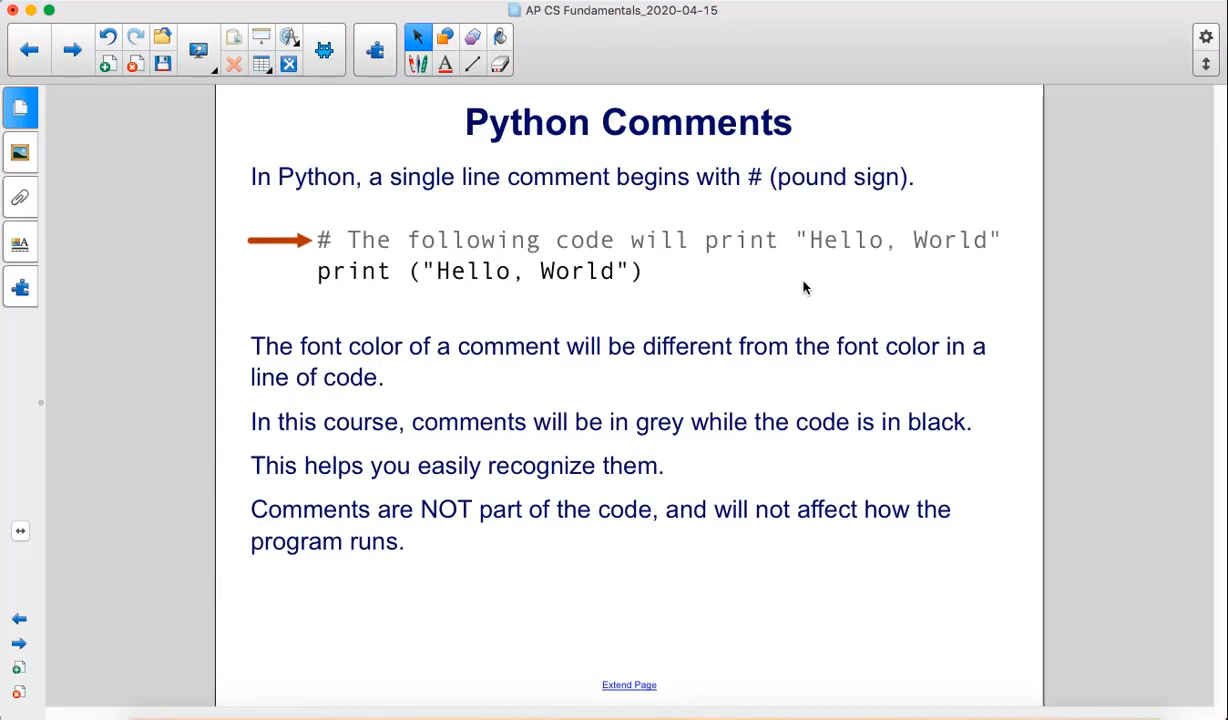 AP CS Fundamentals_2020-04-15
Python Comments
In Python, a single line comment begins with # (pound sign).
# The following code will print "Hello, World"
print ("Hello, World")
The font color of a comment will be different from the font color in a
line of code.
In this course, comments will be in grey while the code is in black.
This helps you easily recognize them.
Comments are NOT part of the code, and will not affect how the
program runs.
Extend Page